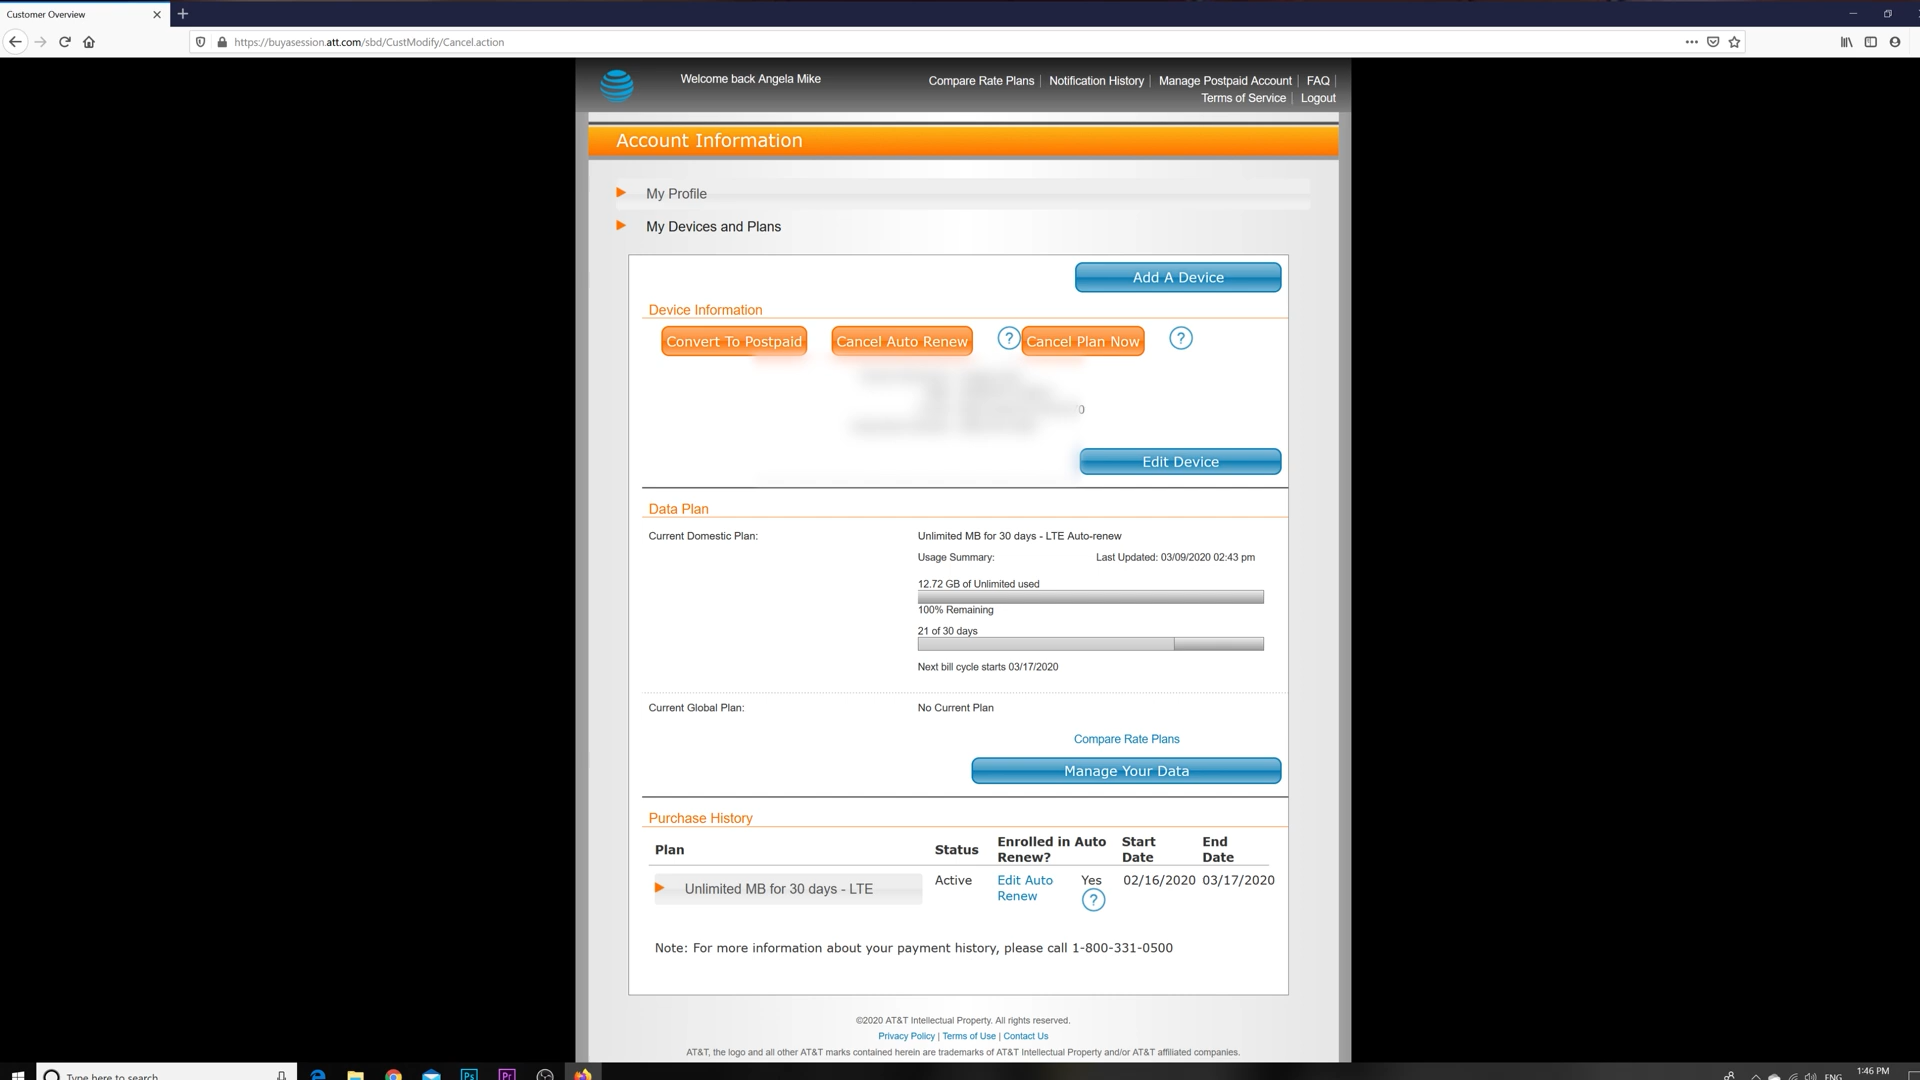 Customer Overview
https://buyasession.att.com/sbd/CustModify/Cancel.action
Welcome back Angela Mike
Compare Rate Plans | Notification History | Manage Postpaid Account | FAQ |
Terms of Service | Logout
Account Information
My Profile
My Devices and Plans
Add A Device
Device Information
Convert To Postpaid
Cancel Auto Renew
?
Cancel Plan Now
?
Edit Device
Data Plan
Current Domestic Plan:
Unlimited MB for 30 days - LTE Auto-renew
Usage Summary:
Last Updated: 03/09/2020 02:43 pm
12.72 GB of Unlimited used
100% Remaining
21 of 30 days
Next bill cycle starts 03/17/2020
Current Global Plan:
No Current Plan
Compare Rate Plans
Manage Your Data
Purchase History
Plan
Status
Enrolled in Auto Renew?
Start Date
End Date
Unlimited MB for 30 days - LTE
Active
Edit Auto Renew
Yes
?
02/16/2020
03/17/2020
Note: For more information about your payment history, please call 1-800-331-0500
©2020 AT&T Intellectual Property. All rights reserved.
Privacy Policy | Terms of Use | Contact Us
AT&T, the logo and all other AT&T marks contained herein are trademarks of AT&T Intellectual Property and/or AT&T affiliated companies.
Type here to search
Ps
Pr
ENG
1:46 PM